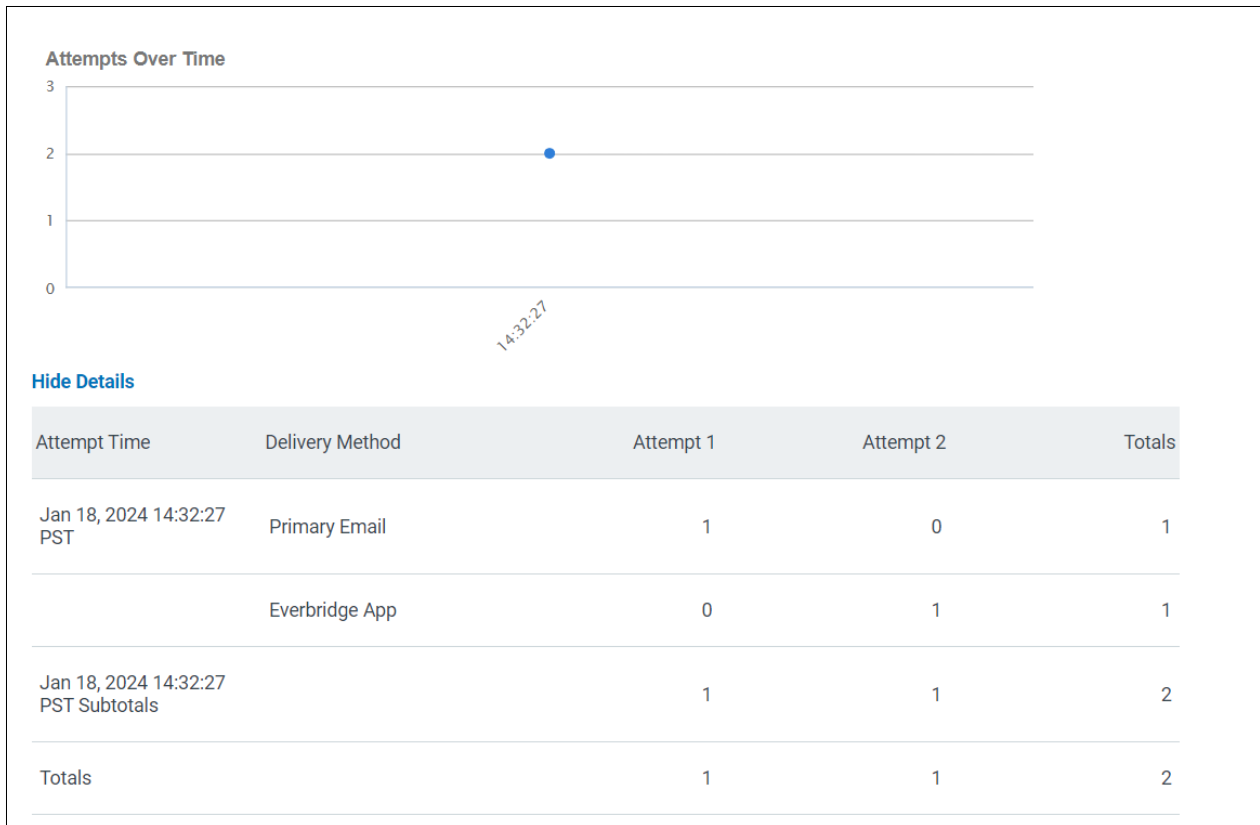 Attempts Over Time
3
2
1
0
14:32:27
Hide Details
Attempt Time Delivery Method Attempt 1 Attempt 2 Totals
Jan 18, 2024 14:32:27
PST Primary Email 1 0 1
Everbridge App 0 1 1
Jan 18, 2024 14:32:27
PST Subtotals 1 1 2
Totals 1 1 2